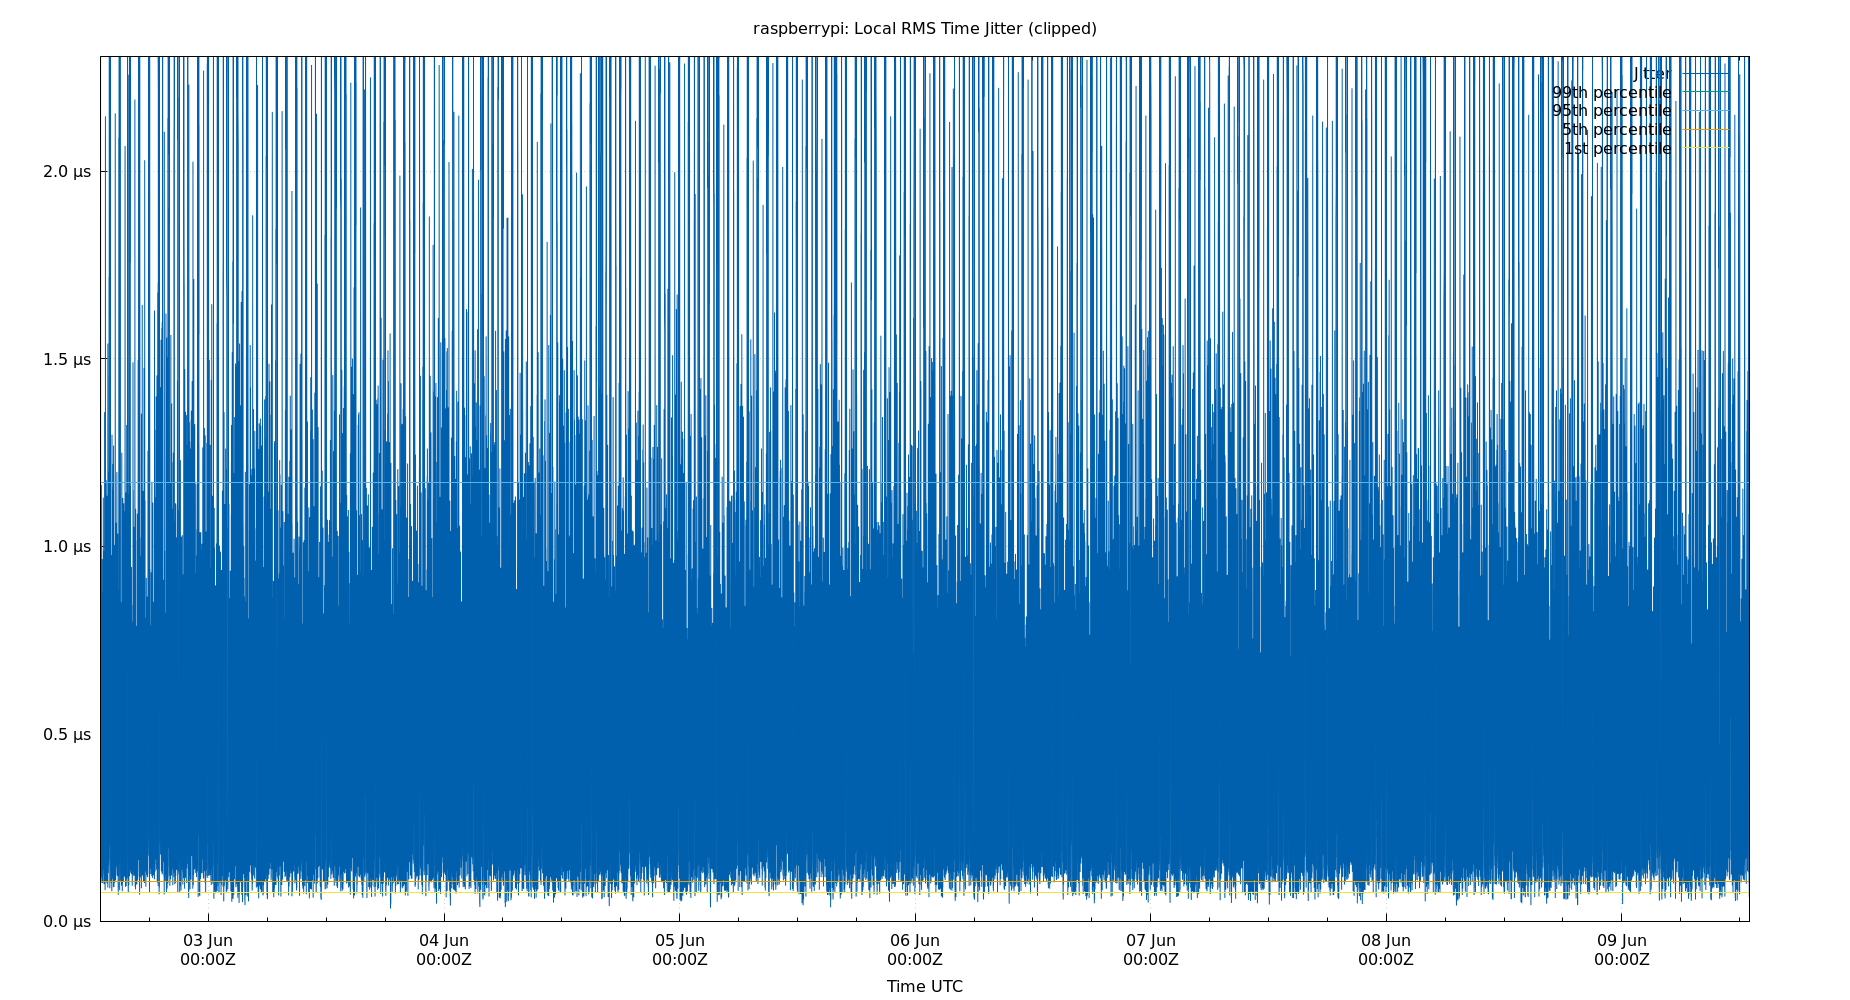 raspberrypi: Local RMS Time Jitter (clipped)
Jitter
99th percentile
95th percentile
5th percentile
1st percentile
2.0 μs
1.5 μs
1.0 μs
0.5 μs
0.0 μs
03 Jun 04 Jun 05 Jun 06 Jun 07 Jun 08 Jun 09 Jun
00:00Z 00:00Z 00:00Z 00:00Z 00:00Z 00:00Z 00:00Z
Time UTC